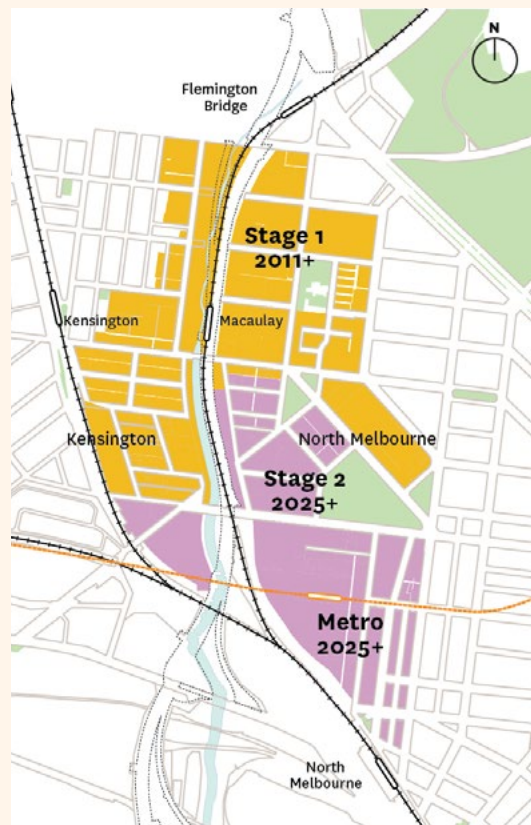 N
Flemington
Bridge
Stage 1
2011+
Kensington
Macaulay
Kensington
North Melbourne
Stage 2
2025+
Metro
2025+
North
Melbourne